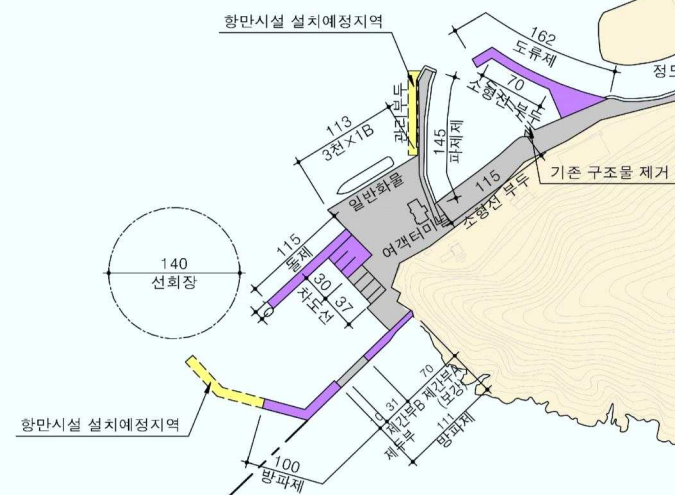 항만시설 설치예정지역
162
도류제
70
소형선 부두
정도
113
3천×1B
관리부두
145
파제제
기존 구조물 제거
일반화물
115
소형선 부두
여객터미널
115
돌제
140
선회장
30
37
차도선
70
제간부A
(보강)
31
제간부B
19
제두부
111
방파제
항만시설 설치예정지역
100
방파제